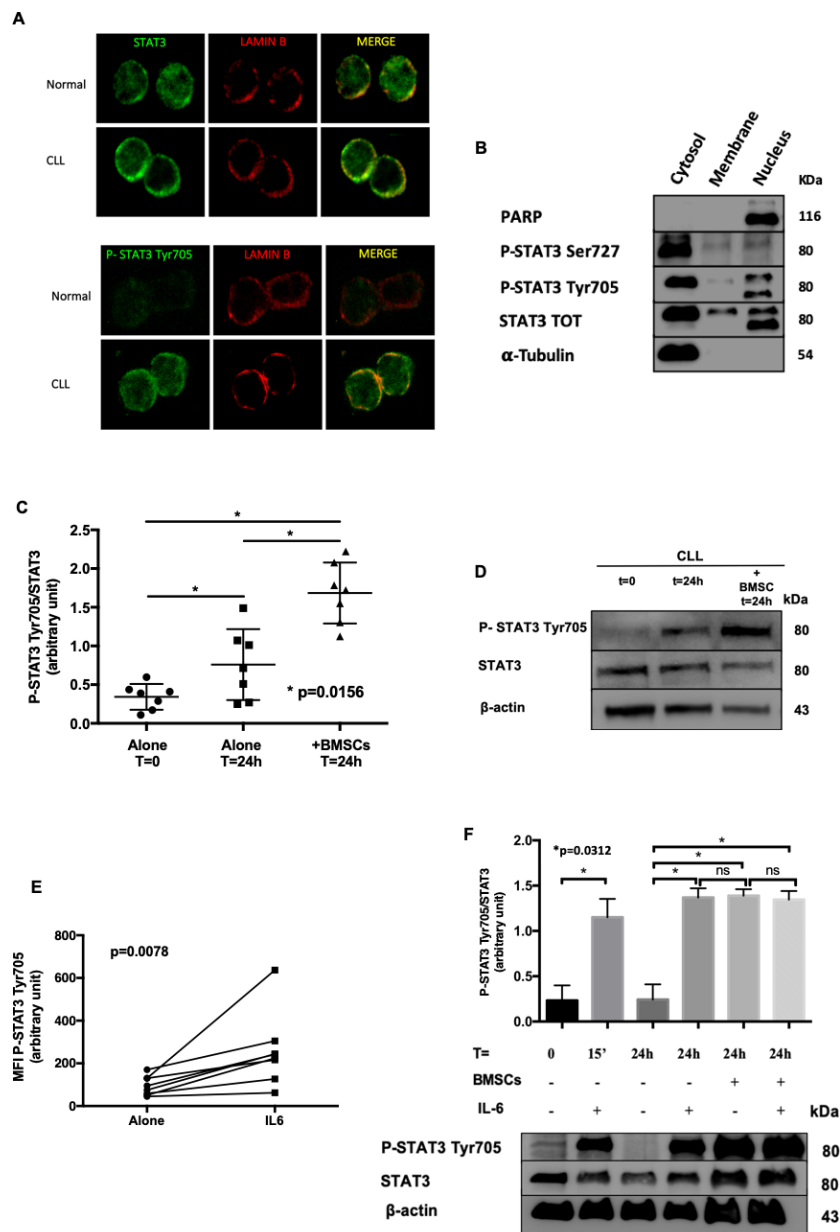 A
STAT3 LAMIN B MERGE
Normal
CLL
P- STAT3 Tyr705 LAMIN B MERGE
Normal
CLL
B
Cytosol Membrane Nucleus
KDa
PARP 116
P-STAT3 Ser727 80
P-STAT3 Tyr705 80
STAT3 TOT 80
α-Tubulin 54
C
P-STAT3 Tyr705/STAT3
(arbitrary unit)
2.5
2.0
1.5
1.0
0.5
0.0
*
*
*
* p=0.0156
Alone Alone +BMSCs
T=0 T=24h T=24h
D
CLL
t=0 t=24h +
BMSC
t=24h
kDa
P- STAT3 Tyr705 80
STAT3 80
β-actin 43
E
MFI P-STAT3 Tyr705
(arbitrary unit)
800
600
400
200
0
p=0.0078
Alone IL6
F
P-STAT3 Tyr705/STAT3
(arbitrary unit)
2.0
1.5
1.0
0.5
0.0
*p=0.0312
*
*
*
* ns ns
T= 0 15’ 24h 24h 24h 24h
BMSCs - - - - + +
IL-6 - + - + - +
kDa
P-STAT3 Tyr705 80
STAT3 80
β-actin 43